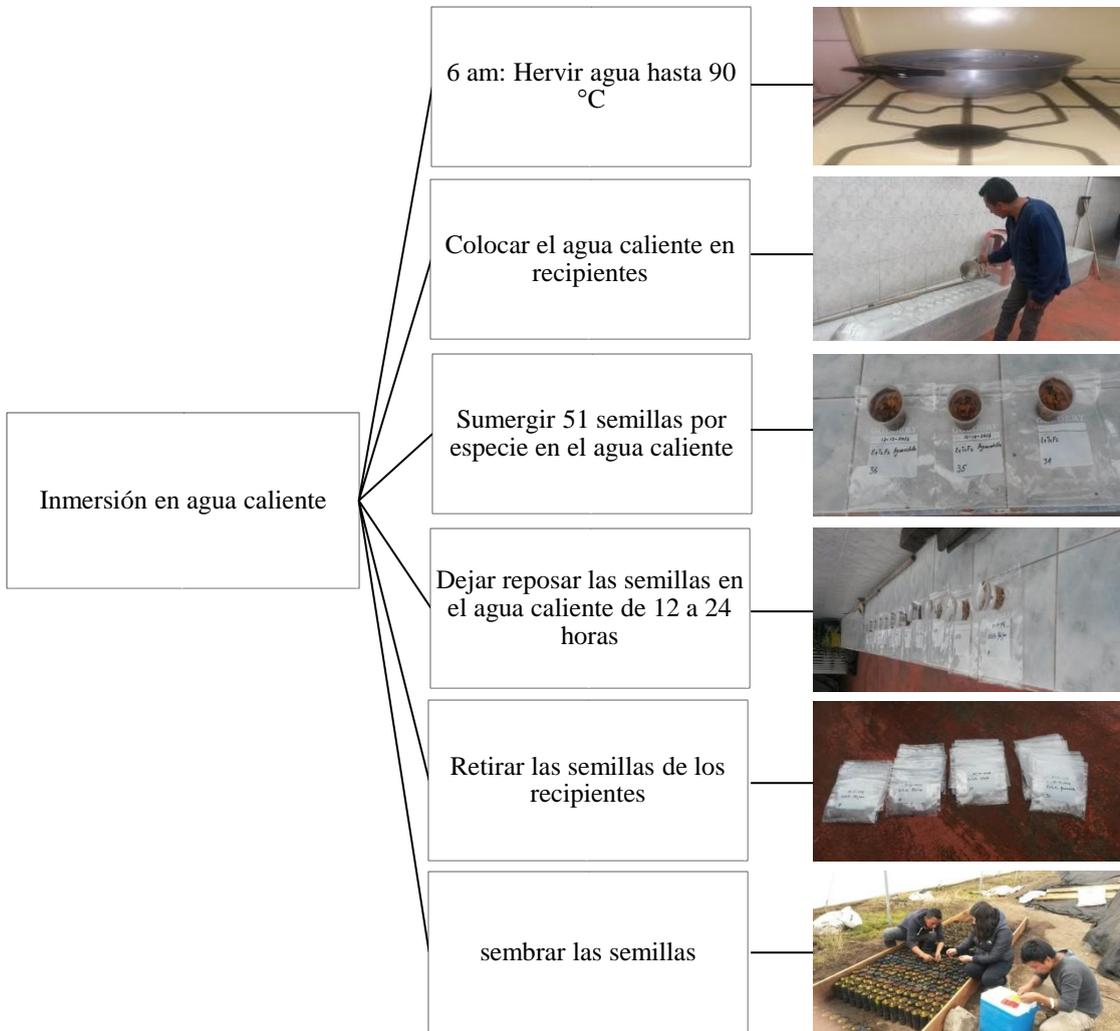 6 am: Hervir agua hasta 90
°C
Colocar el agua caliente en
recipientes
Sumergir 51 semillas por
especie en el agua caliente
36
35
34
Inmersión en agua caliente
Dejar reposar las semillas en
el agua caliente de 12 a 24
horas
Retirar las semillas de los
recipientes
sembrar las semillas